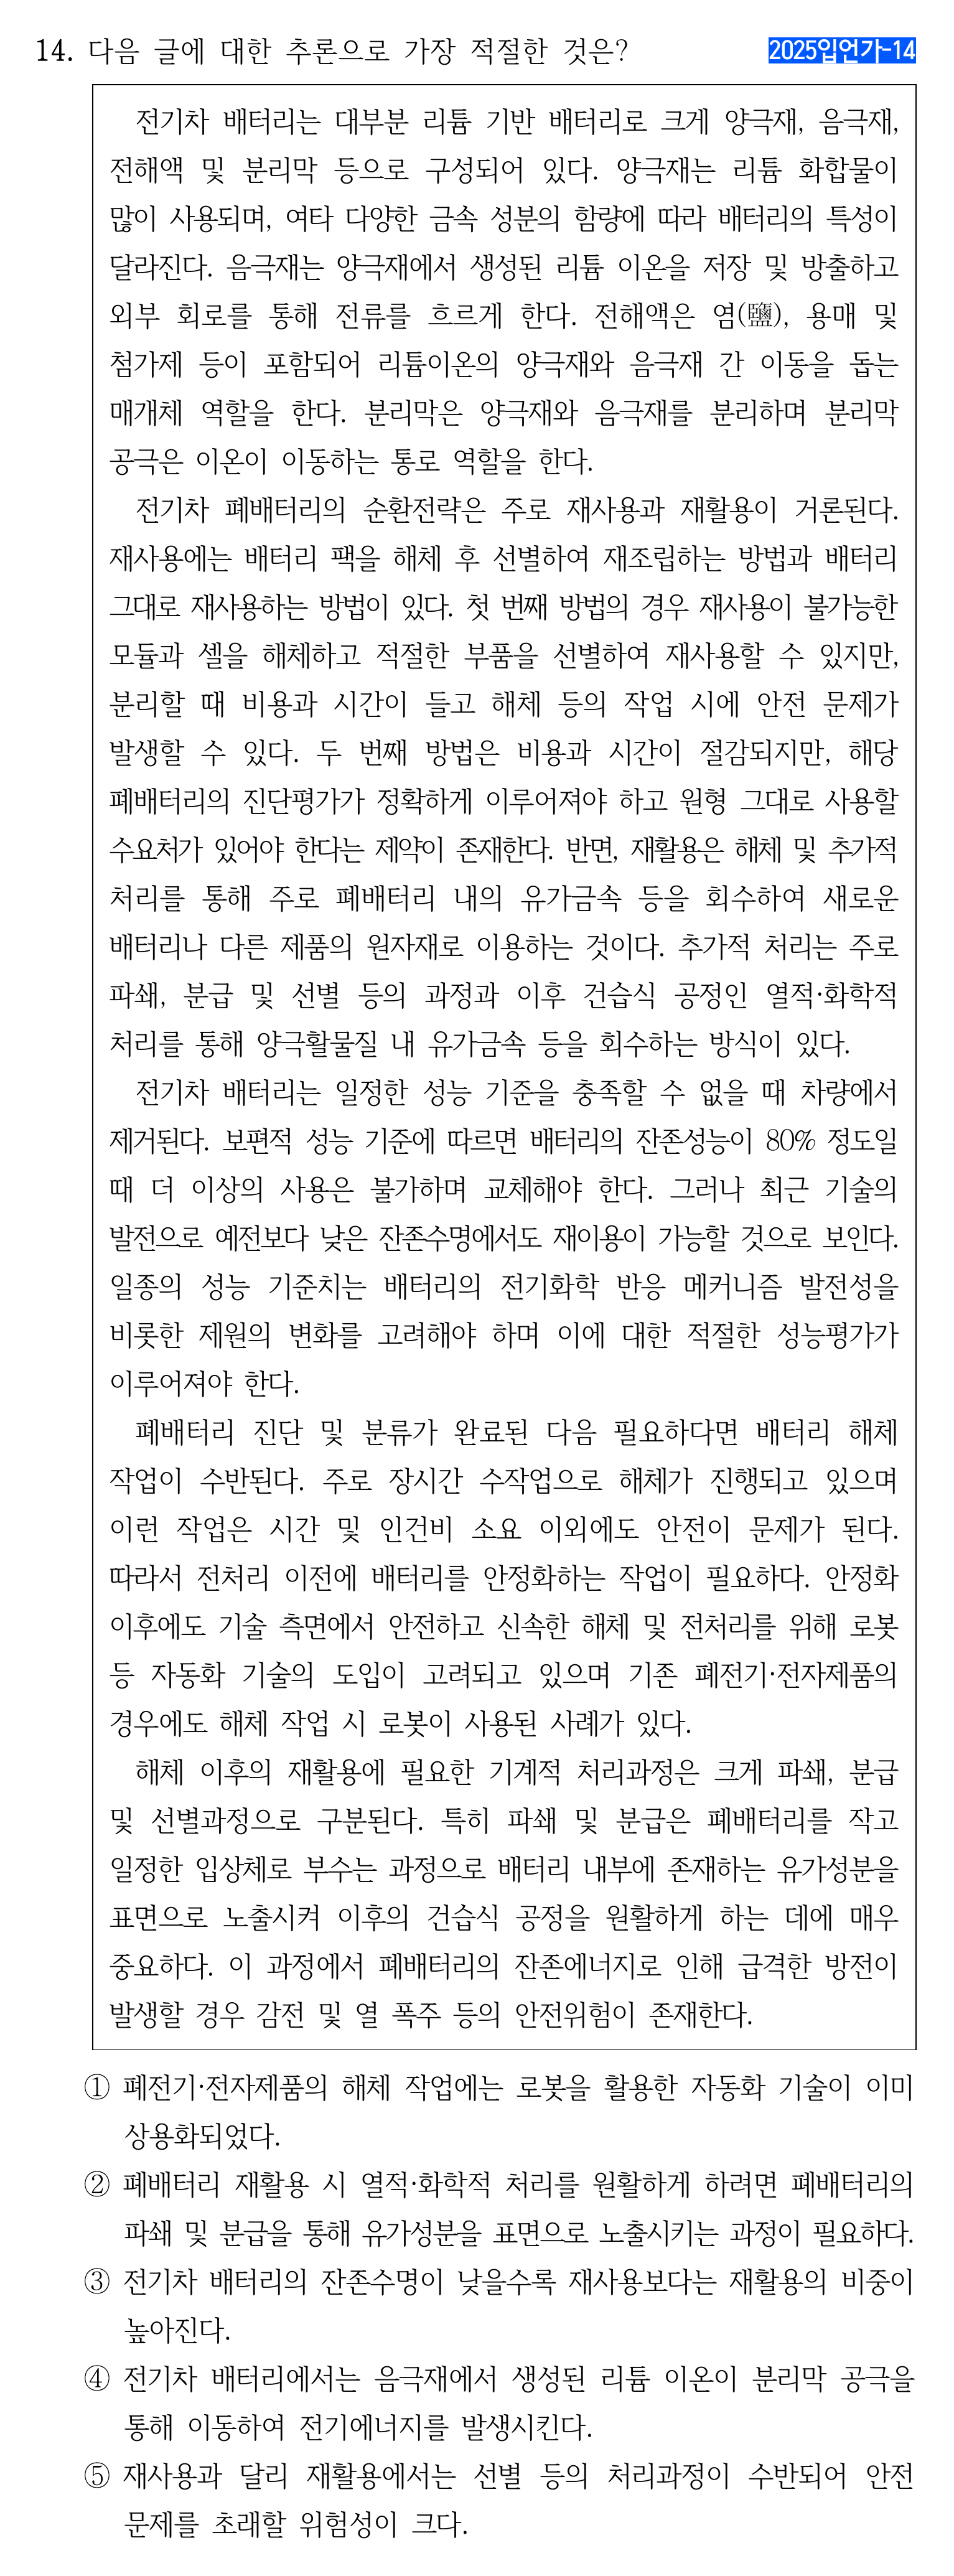 14. 다음 글에 대한 추론으로 가장 적절한 것은?
2025입언가-14
전기차 배터리는 대부분 리튬 기반 배터리로 크게 양극재, 음극재,
전해액 및 분리막 등으로 구성되어 있다. 양극재는 리튬 화합물이
많이 사용되며, 여타 다양한 금속 성분의 함량에 따라 배터리의 특성이
달라진다. 음극재는 양극재에서 생성된 리튬 이온을 저장 및 방출하고
외부 회로를 통해 전류를 흐르게 한다. 전해액은 염(鹽), 용매 및
첨가제 등이 포함되어 리튬이온의 양극재와 음극재 간 이동을 돕는
매개체 역할을 한다. 분리막은 양극재와 음극재를 분리하며 분리막
공극은 이온이 이동하는 통로 역할을 한다.
전기차 폐배터리의 순환전략은 주로 재사용과 재활용이 거론된다.
재사용에는 배터리 팩을 해체 후 선별하여 재조립하는 방법과 배터리
그대로 재사용하는 방법이 있다. 첫 번째 방법의 경우 재사용이 불가능한
모듈과 셀을 해체하고 적절한 부품을 선별하여 재사용할 수 있지만,
분리할 때 비용과 시간이 들고 해체 등의 작업 시에 안전 문제가
발생할 수 있다. 두 번째 방법은 비용과 시간이 절감되지만, 해당
폐배터리의 진단평가가 정확하게 이루어져야 하고 원형 그대로 사용할
수요처가 있어야 한다는 제약이 존재한다. 반면, 재활용은 해체 및 추가적
처리를 통해 주로 폐배터리 내의 유가금속 등을 회수하여 새로운
배터리나 다른 제품의 원자재로 이용하는 것이다. 추가적 처리는 주로
파쇄, 분급 및 선별 등의 과정과 이후 건습식 공정인 열적·화학적
처리를 통해 양극활물질 내 유가금속 등을 회수하는 방식이 있다.
전기차 배터리는 일정한 성능 기준을 충족할 수 없을 때 차량에서
제거된다. 보편적 성능 기준에 따르면 배터리의 잔존성능이 80% 정도일
때 더 이상의 사용은 불가하며 교체해야 한다. 그러나 최근 기술의
발전으로 예전보다 낮은 잔존수명에서도 재이용이 가능할 것으로 보인다.
일종의 성능 기준치는 배터리의 전기화학 반응 메커니즘 발전성을
비롯한 제원의 변화를 고려해야 하며 이에 대한 적절한 성능평가가
이루어져야 한다.
폐배터리 진단 및 분류가 완료된 다음 필요하다면 배터리 해체
작업이 수반된다. 주로 장시간 수작업으로 해체가 진행되고 있으며
이런 작업은 시간 및 인건비 소요 이외에도 안전이 문제가 된다.
따라서 전처리 이전에 배터리를 안정화하는 작업이 필요하다. 안정화
이후에도 기술 측면에서 안전하고 신속한 해체 및 전처리를 위해 로봇
등 자동화 기술의 도입이 고려되고 있으며 기존 폐전기·전자제품의
경우에도 해체 작업 시 로봇이 사용된 사례가 있다.
해체 이후의 재활용에 필요한 기계적 처리과정은 크게 파쇄, 분급
및 선별과정으로 구분된다. 특히 파쇄 및 분급은 폐배터리를 작고
일정한 입상체로 부수는 과정으로 배터리 내부에 존재하는 유가성분을
표면으로 노출시켜 이후의 건습식 공정을 원활하게 하는 데에 매우
중요하다. 이 과정에서 폐배터리의 잔존에너지로 인해 급격한 방전이
발생할 경우 감전 및 열 폭주 등의 안전위험이 존재한다.
① 폐전기·전자제품의 해체 작업에는 로봇을 활용한 자동화 기술이 이미
상용화되었다.
② 폐배터리 재활용 시 열적·화학적 처리를 원활하게 하려면 폐배터리의
파쇄 및 분급을 통해 유가성분을 표면으로 노출시키는 과정이 필요하다.
③ 전기차 배터리의 잔존수명이 낮을수록 재사용보다는 재활용의 비중이
높아진다.
④ 전기차 배터리에서는 음극재에서 생성된 리튬 이온이 분리막 공극을
통해 이동하여 전기에너지를 발생시킨다.
⑤ 재사용과 달리 재활용에서는 선별 등의 처리과정이 수반되어 안전
문제를 초래할 위험성이 크다.